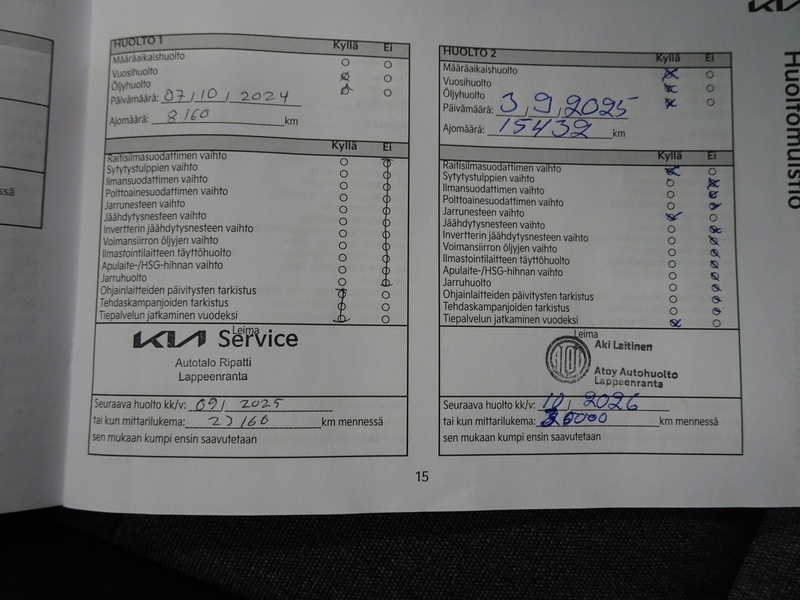 KIA
Huoltomuistio
ssä
HUOLTO 1 Kyllä Ei
Määräaikaishuolto
Vuosihuolto
Öljyhuolto
Päivämäärä: 07 / 10 / 2024
Ajomäärä: 8160 km
Kyllä Ei
Raitisilmasuodattimen vaihto
Sytytystulppien vaihto
Ilmansuodattimen vaihto
Polttoainesuodattimen vaihto
Jarrunesteen vaihto
Jäähdytysnesteen vaihto
Invertterin jäähdytysnesteen vaihto
Voimansiirron öljyjen vaihto
Ilmastointilaitteen täyttöhuolto
Apulaite-/HSG-hihnan vaihto
Jarruhuolto
Ohjainlaitteiden päivitysten tarkistus
Tehdaskampanjoiden tarkistus
Tiepalvelun jatkaminen vuodeksi
Leima
KIA Service
Autotalo Ripatti
Lappeenranta
Seuraava huolto kk/v: 09 / 2025
tai kun mittarilukema: 23160 km mennessä
sen mukaan kumpi ensin saavutetaan
HUOLTO 2 Kyllä Ei
Määräaikaishuolto
Vuosihuolto
Öljyhuolto
Päivämäärä: 3 / 9 / 2025
Ajomäärä: 15432 km
Kyllä Ei
Raitisilmasuodattimen vaihto
Sytytystulppien vaihto
Ilmansuodattimen vaihto
Polttoainesuodattimen vaihto
Jarrunesteen vaihto
Jäähdytysnesteen vaihto
Invertterin jäähdytysnesteen vaihto
Voimansiirron öljyjen vaihto
Ilmastointilaitteen täyttöhuolto
Apulaite-/HSG-hihnan vaihto
Jarruhuolto
Ohjainlaitteiden päivitysten tarkistus
Tehdaskampanjoiden tarkistus
Tiepalvelun jatkaminen vuodeksi
Leima
ATOY
Aki Laitinen
Atoy Autohuolto
Lappeenranta
Seuraava huolto kk/v: 10 / 2026
tai kun mittarilukema: km mennessä
sen mukaan kumpi ensin saavutetaan
15